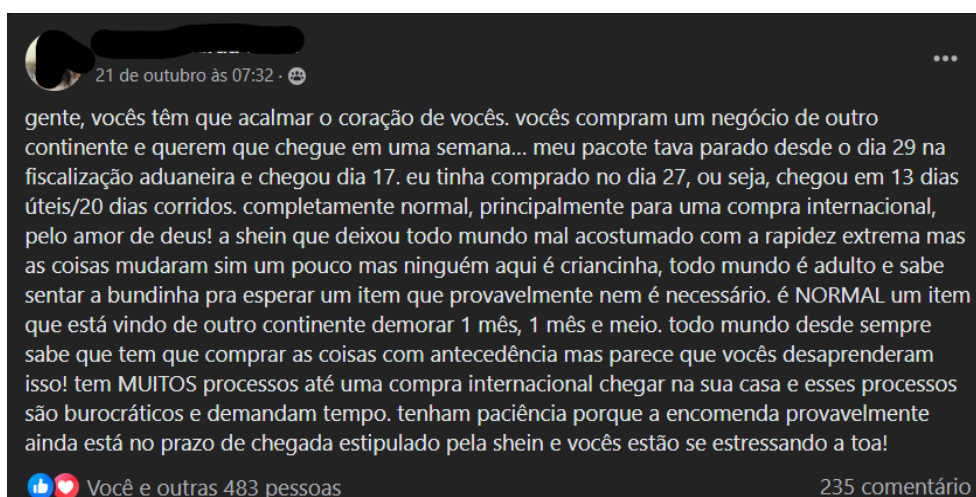 21 de outubro às 07:32 ·
gente, vocês têm que acalmar o coração de vocês. vocês compram um negócio de outro
continente e querem que chegue em uma semana... meu pacote tava parado desde o dia 29 na
fiscalização aduaneira e chegou dia 17. eu tinha comprado no dia 27, ou seja, chegou em 13 dias
úteis/20 dias corridos. completamente normal, principalmente para uma compra internacional,
pelo amor de deus! a shein que deixou todo mundo mal acostumado com a rapidez extrema mas
as coisas mudaram sim um pouco mas ninguém aqui é criancinha, todo mundo é adulto e sabe
sentar a bundinha pra esperar um item que provavelmente nem é necessário. é NORMAL um item
que está vindo de outro continente demorar 1 mês, 1 mês e meio. todo mundo desde sempre
sabe que tem que comprar as coisas com antecedência mas parece que vocês desaprenderam
isso! tem MUITOS processos até uma compra internacional chegar na sua casa e esses processos
são burocráticos e demandam tempo. tenham paciência porque a encomenda provavelmente
ainda está no prazo de chegada estipulado pela shein e vocês estão se estressando a toa!
Você e outras 483 pessoas
235 comentário